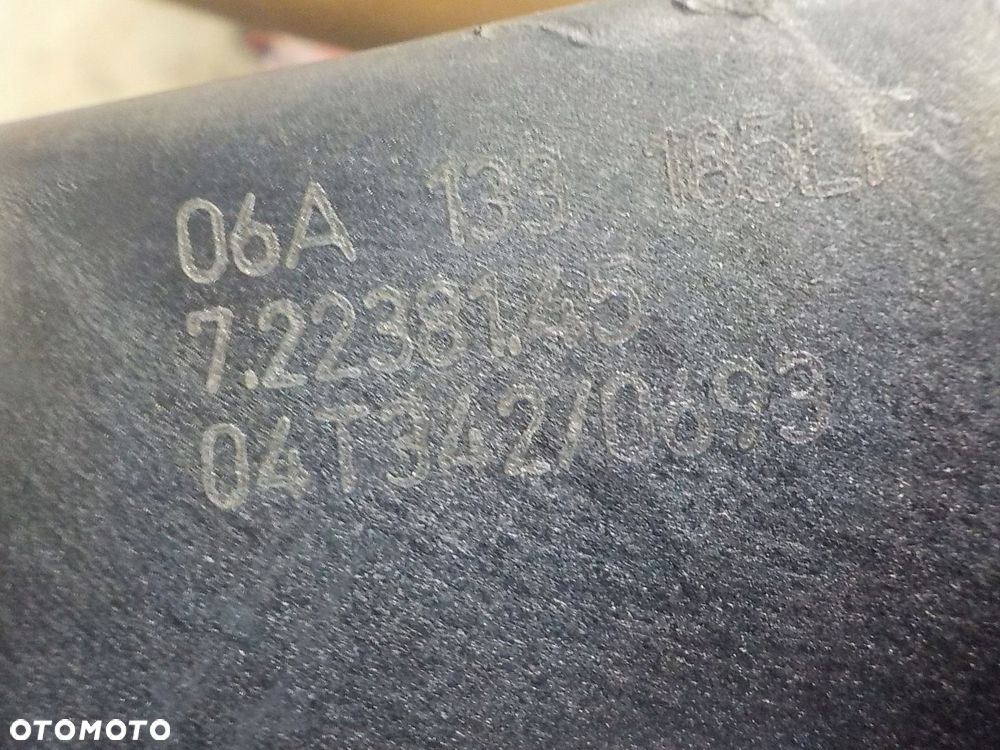 06A 133 185LF
7.22381.45
04T342/0693
OTOMOTO